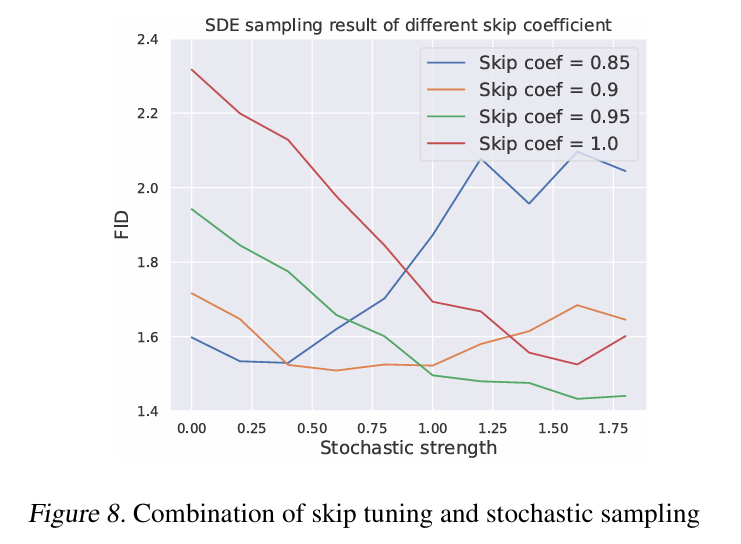 SDE sampling result of different skip coefficient
2.4
2.2
2.0
1.8
1.6
1.4
FID
Skip coef = 0.85
Skip coef = 0.9
Skip coef = 0.95
Skip coef = 1.0
0.00 0.25 0.50 0.75 1.00 1.25 1.50 1.75
Stochastic strength
Figure 8. Combination of skip tuning and stochastic sampling